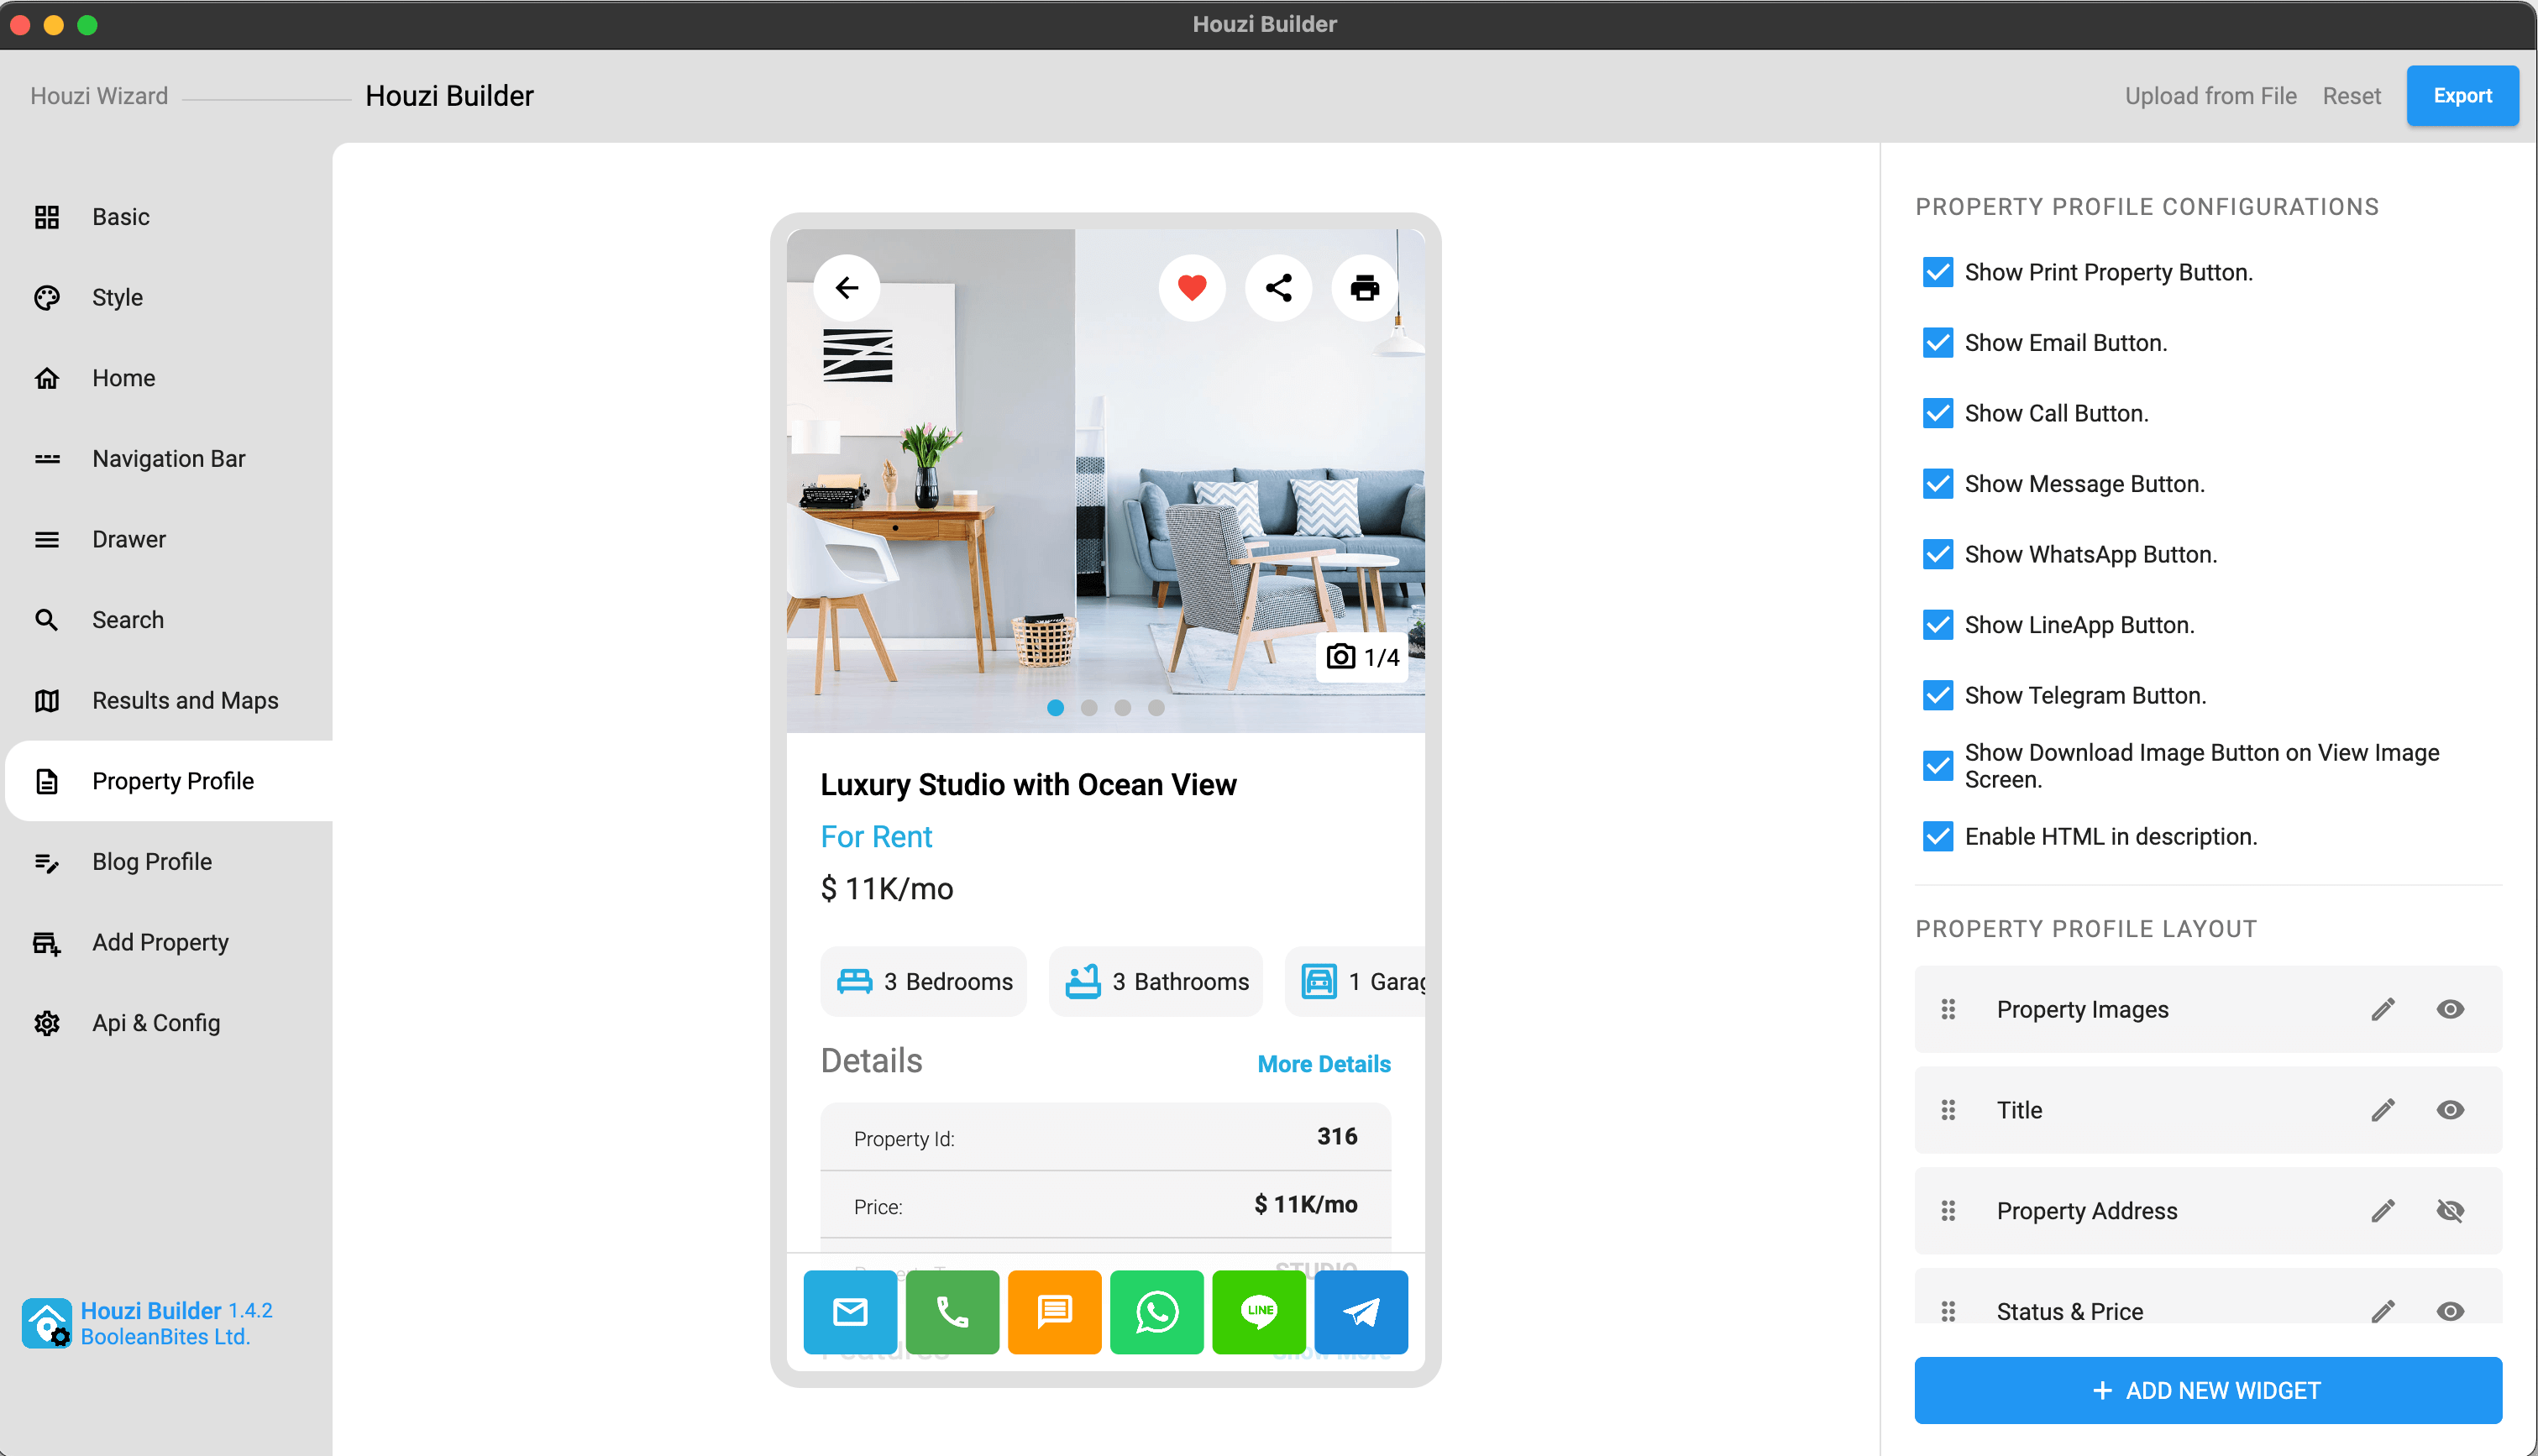 Houzi Builder
Houzi Wizard
Houzi Builder
Upload from File
Reset
Export
Basic
Style
Home
Navigation Bar
Drawer
Search
Results and Maps
Property Profile
Blog Profile
Add Property
Api & Config
Houzi Builder 1.4.2
BooleanBites Ltd.
1/4
Luxury Studio with Ocean View
For Rent
$ 11K/mo
3 Bedrooms
3 Bathrooms
1 Garag
Details
More Details
Property Id:
316
Price:
$ 11K/mo
STUDIO
LINE
Features
Show More
PROPERTY PROFILE CONFIGURATIONS
Show Print Property Button.
Show Email Button.
Show Call Button.
Show Message Button.
Show WhatsApp Button.
Show LineApp Button.
Show Telegram Button.
Show Download Image Button on View Image
Screen.
Enable HTML in description.
PROPERTY PROFILE LAYOUT
Property Images
Title
Property Address
Status & Price
+ ADD NEW WIDGET